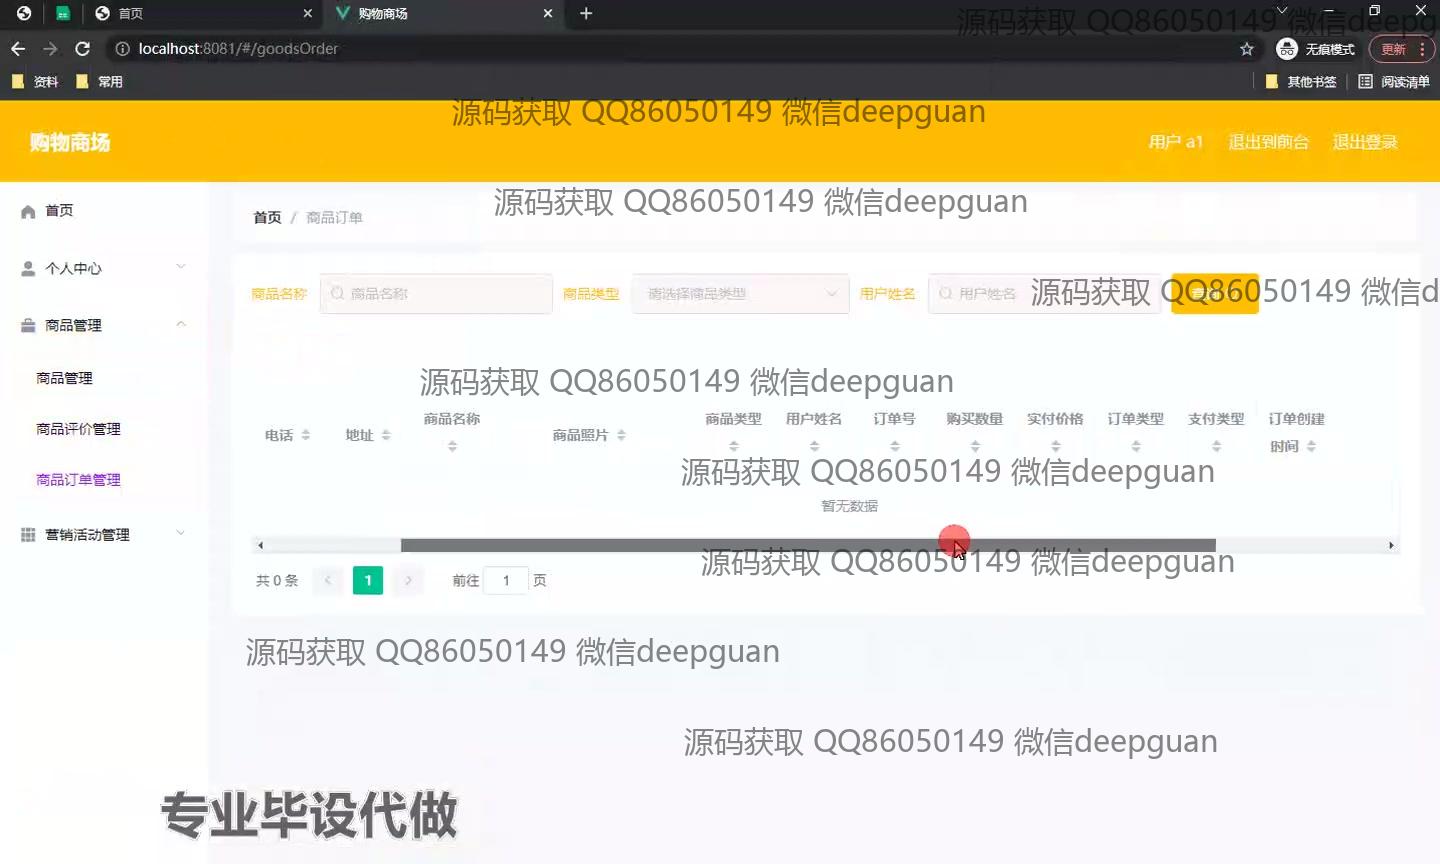 首页
购物商场
源码获取 QQ86050149 微信deepg
localhost:8081/#/goodsOrder
无痕模式
更新
资料
常用
其他书签
阅读清单
源码获取 QQ86050149 微信deepguan
购物商场
用户 a1
退出到前台
退出登录
源码获取 QQ86050149 微信deepguan
首页
首页 / 商品订单
个人中心
商品名称
商品名称
商品类型
请选择商品类型
用户姓名
用户姓名
源码获取 QQ86050149 微信d
商品管理
商品管理
源码获取 QQ86050149 微信deepguan
商品评价管理
电话
地址
商品名称
商品照片
商品类型
用户姓名
订单号
购买数量
实付价格
订单类型
支付类型
订单创建
时间
商品订单管理
源码获取 QQ86050149 微信deepguan
暂无数据
营销活动管理
源码获取 QQ86050149 微信deepguan
共 0 条
1
前往 1 页
源码获取 QQ86050149 微信deepguan
源码获取 QQ86050149 微信deepguan
专业毕设代做